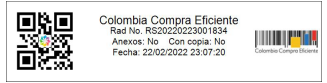 Colombia Compra Eficiente
Rad No. RS20220223001834
Anexos: No Con copia: No
Fecha: 22/02/2022 23:07:20
Colombia Compra Eficiente